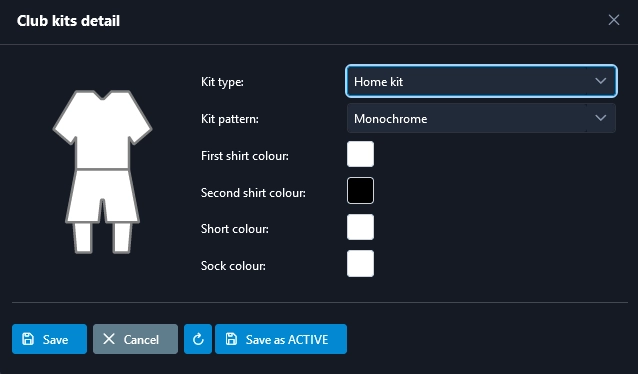 Club kits detail
Kit type: Home kit
Kit pattern: Monochrome
First shirt colour:
Second shirt colour:
Short colour:
Sock colour:
Save Cancel Save as ACTIVE